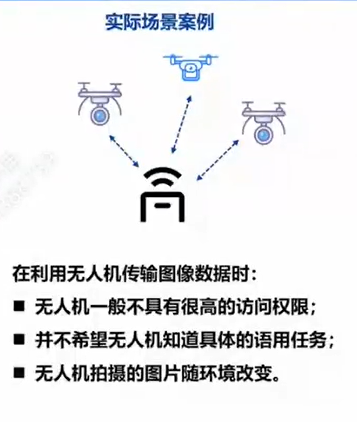 实际场景案例
在利用无人机传输图像数据时：
■ 无人机一般不具有很高的访问权限；
■ 并不希望无人机知道具体的语用任务；
■ 无人机拍摄的图片随环境改变。